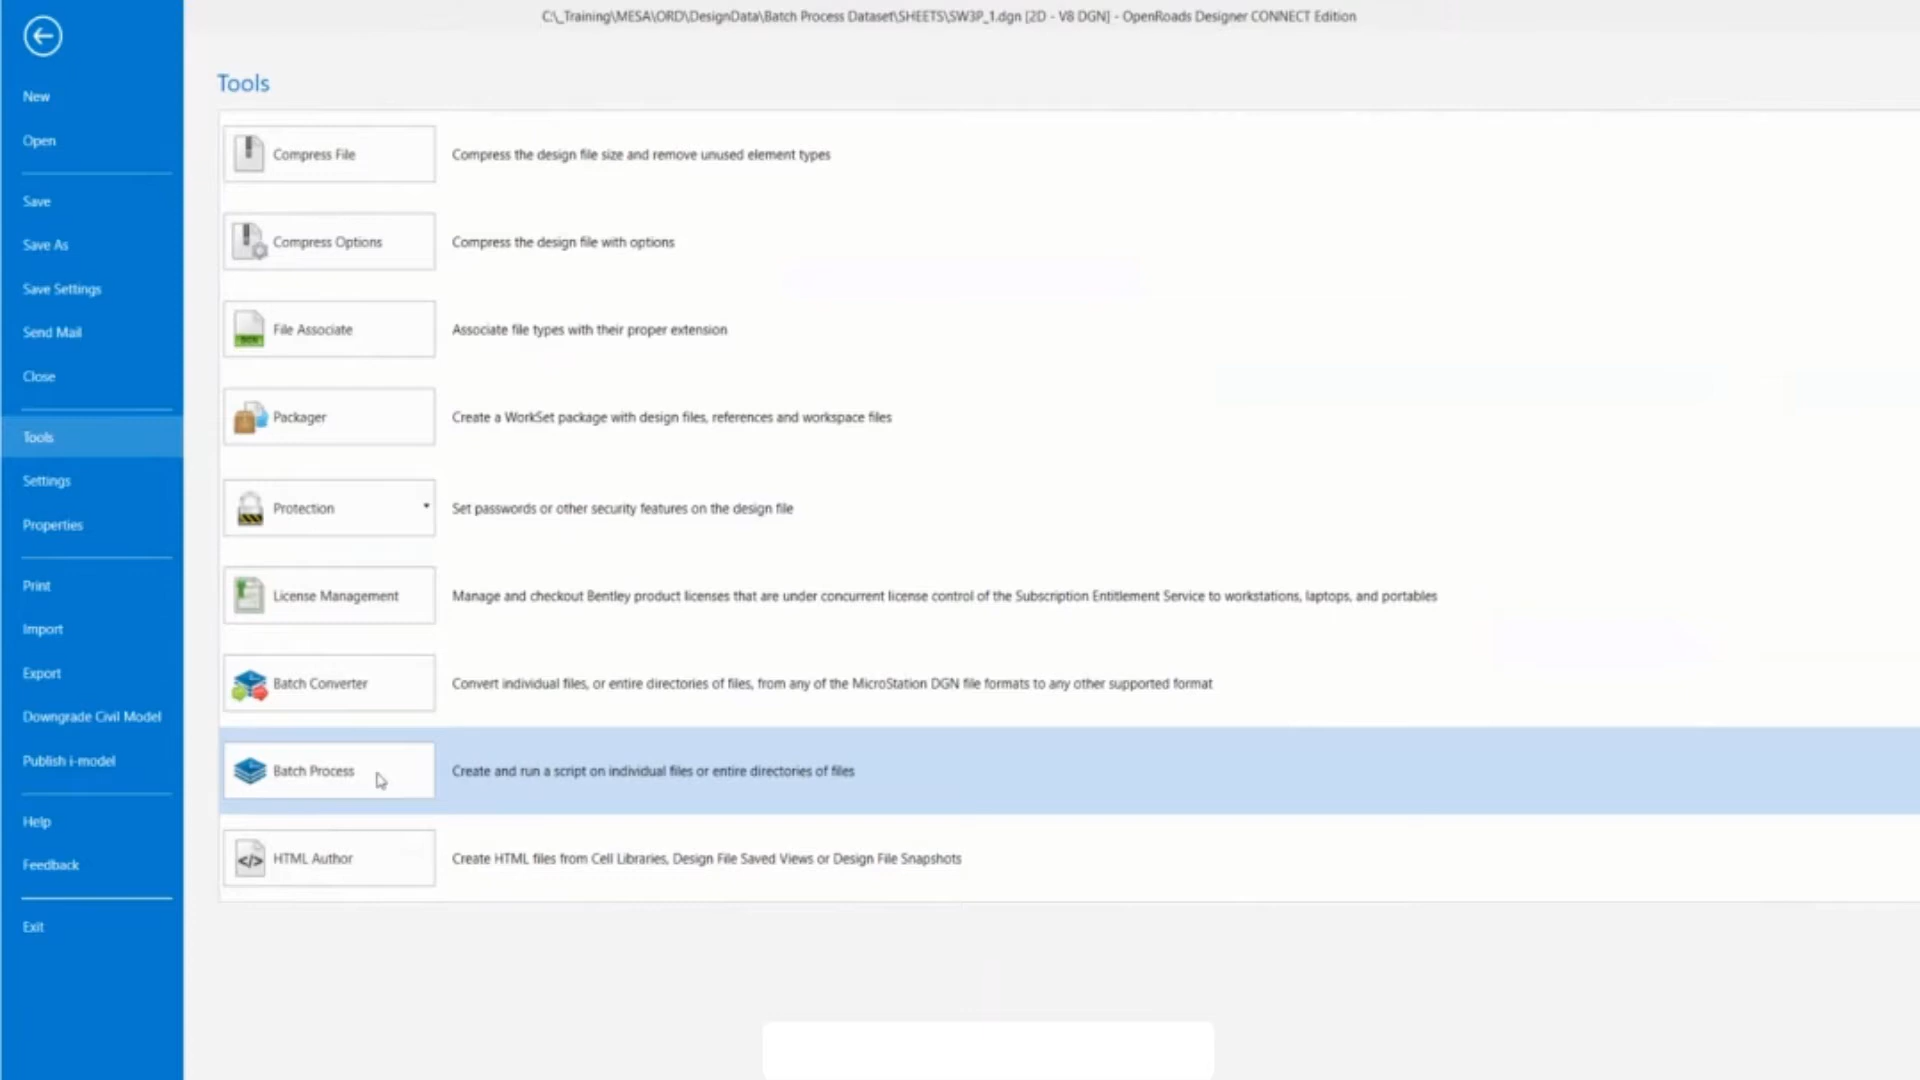 C:\_Training\MESA\ORD\DesignData\Batch Process Dataset\SHEETS\SW3P_1.dgn [2D - V8 DGN] - OpenRoads Designer CONNECT Edition
New
Open
Save
Save As
Save Settings
Send Mail
Close
Tools
Settings
Properties
Print
Import
Export
Downgrade Civil Model
Publish i-model
Help
Feedback
Exit
Tools
Compress File
Compress the design file size and remove unused element types
Compress Options
Compress the design file with options
File Associate
Associate file types with their proper extension
Packager
Create a WorkSet package with design files, references and workspace files
Protection
Set passwords or other security features on the design file
License Management
Manage and checkout Bentley product licenses that are under concurrent license control of the Subscription Entitlement Service to workstations, laptops, and portables
Batch Converter
Convert individual files, or entire directories of files, from any of the MicroStation DGN file formats to any other supported format
Batch Process
Create and run a script on individual files or entire directories of files
HTML Author
Create HTML files from Cell Libraries, Design File Saved Views or Design File Snapshots